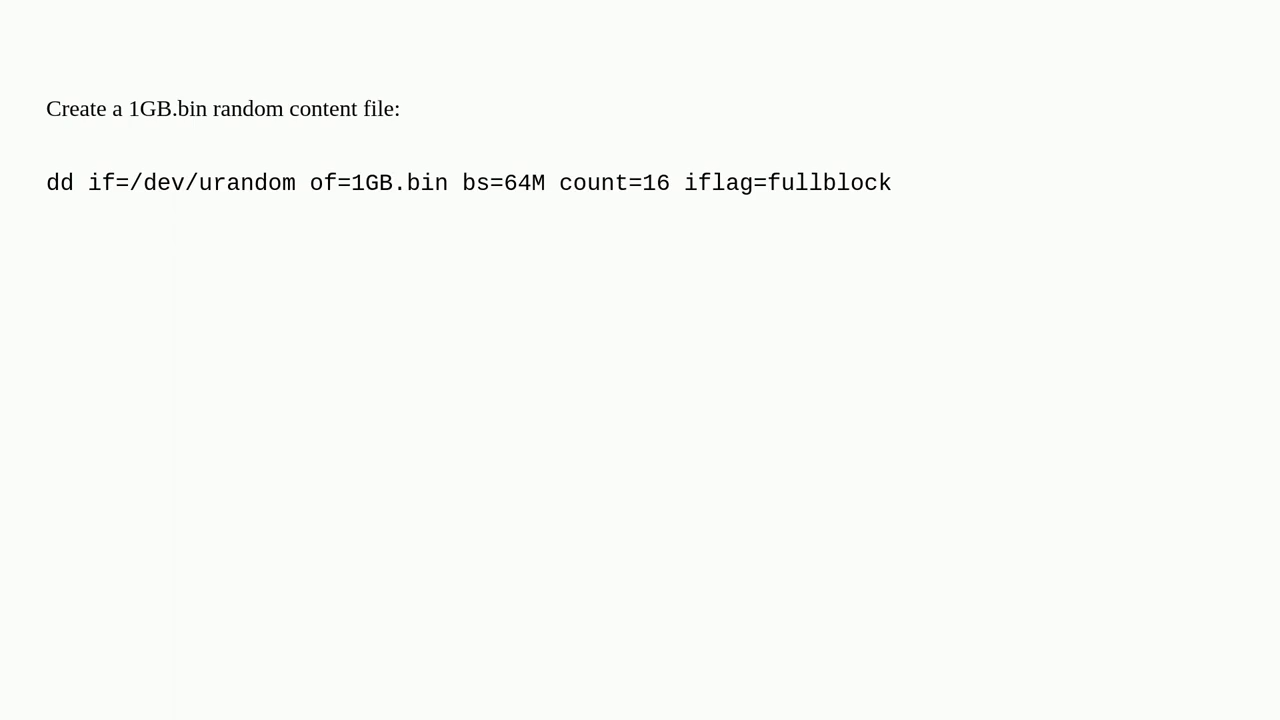 Create a 1GB.bin random content file:
dd if=/dev/urandom of=1GB.bin bs=64M count=16 iflag=fullblock